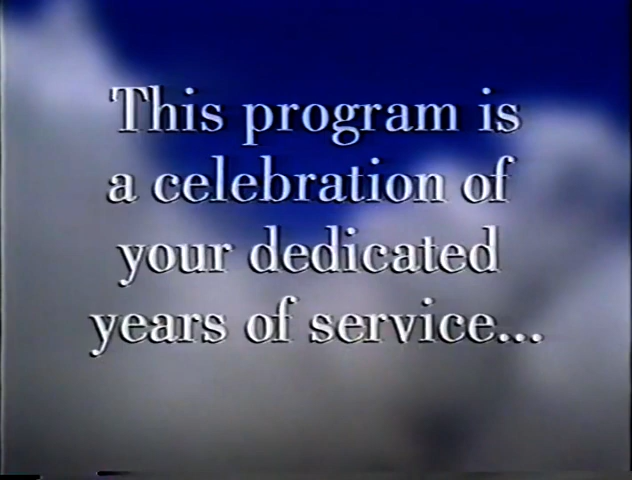 This program is
a celebration of
your dedicated
years of service...